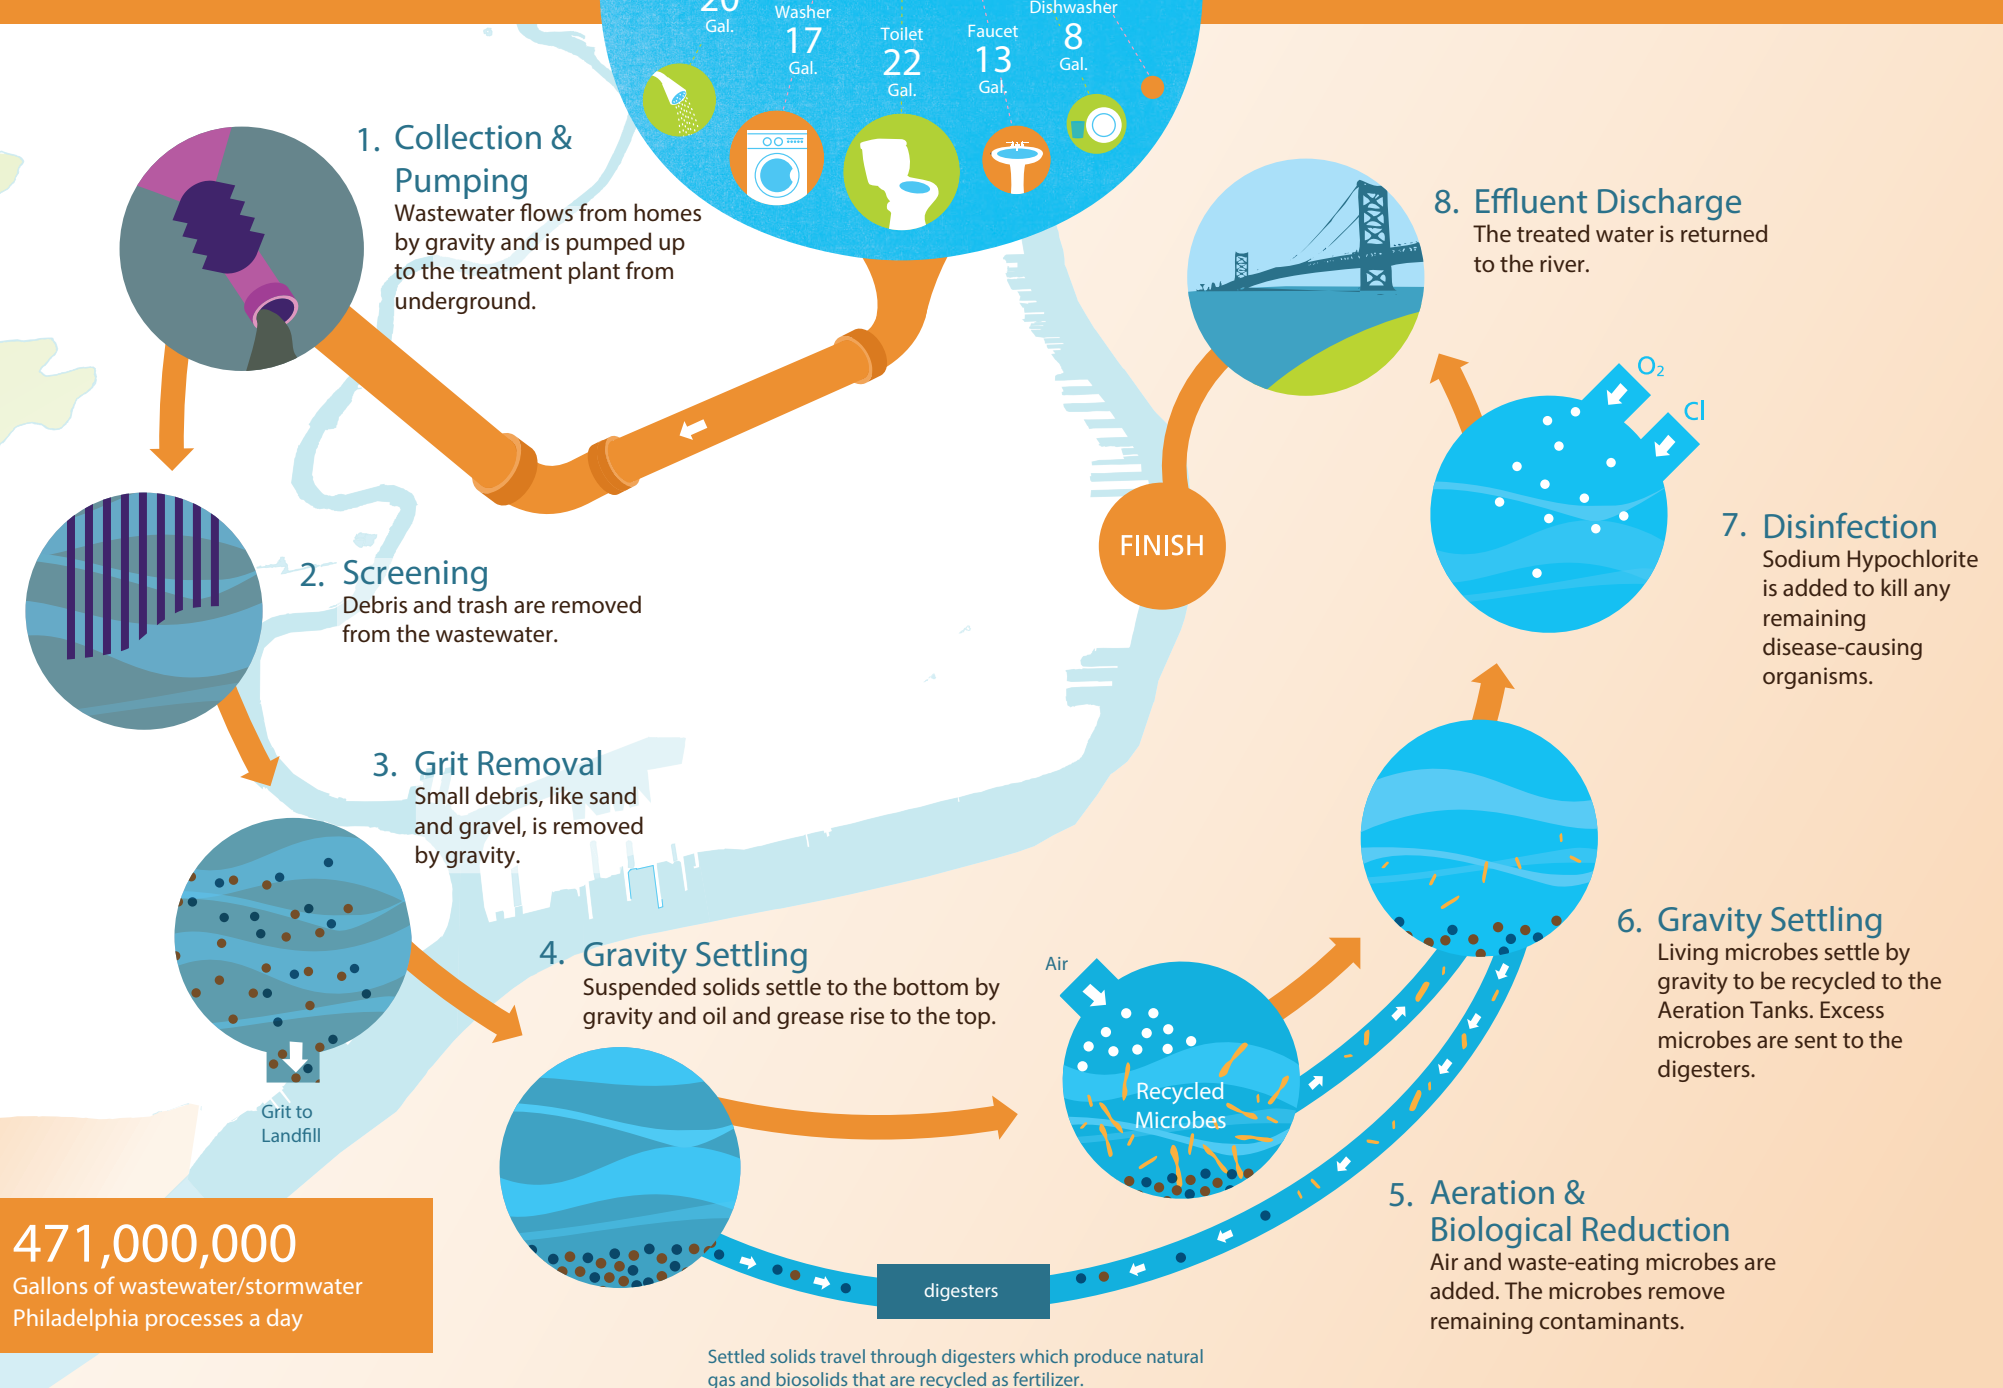 20
Gal.
Washer
17
Gal.
Toilet
22
Gal.
Faucet
13
Gal.
Dishwasher
8
Gal.
1. Collection &
Pumping
Wastewater flows from homes
by gravity and is pumped up
to the treatment plant from
underground.
2. Screening
Debris and trash are removed
from the wastewater.
3. Grit Removal
Small debris, like sand
and gravel, is removed
by gravity.
Grit to
Landfill
4. Gravity Settling
Suspended solids settle to the bottom by
gravity and oil and grease rise to the top.
Air
Recycled
Microbes
5. Aeration &
Biological Reduction
Air and waste-eating microbes are
added. The microbes remove
remaining contaminants.
6. Gravity Settling
Living microbes settle by
gravity to be recycled to the
Aeration Tanks. Excess
microbes are sent to the
digesters.
O2
Cl
7. Disinfection
Sodium Hypochlorite
is added to kill any
remaining
disease-causing
organisms.
8. Effluent Discharge
The treated water is returned
to the river.
FINISH
digesters
Settled solids travel through digesters which produce natural
gas and biosolids that are recycled as fertilizer.
471,000,000
Gallons of wastewater/stormwater
Philadelphia processes a day